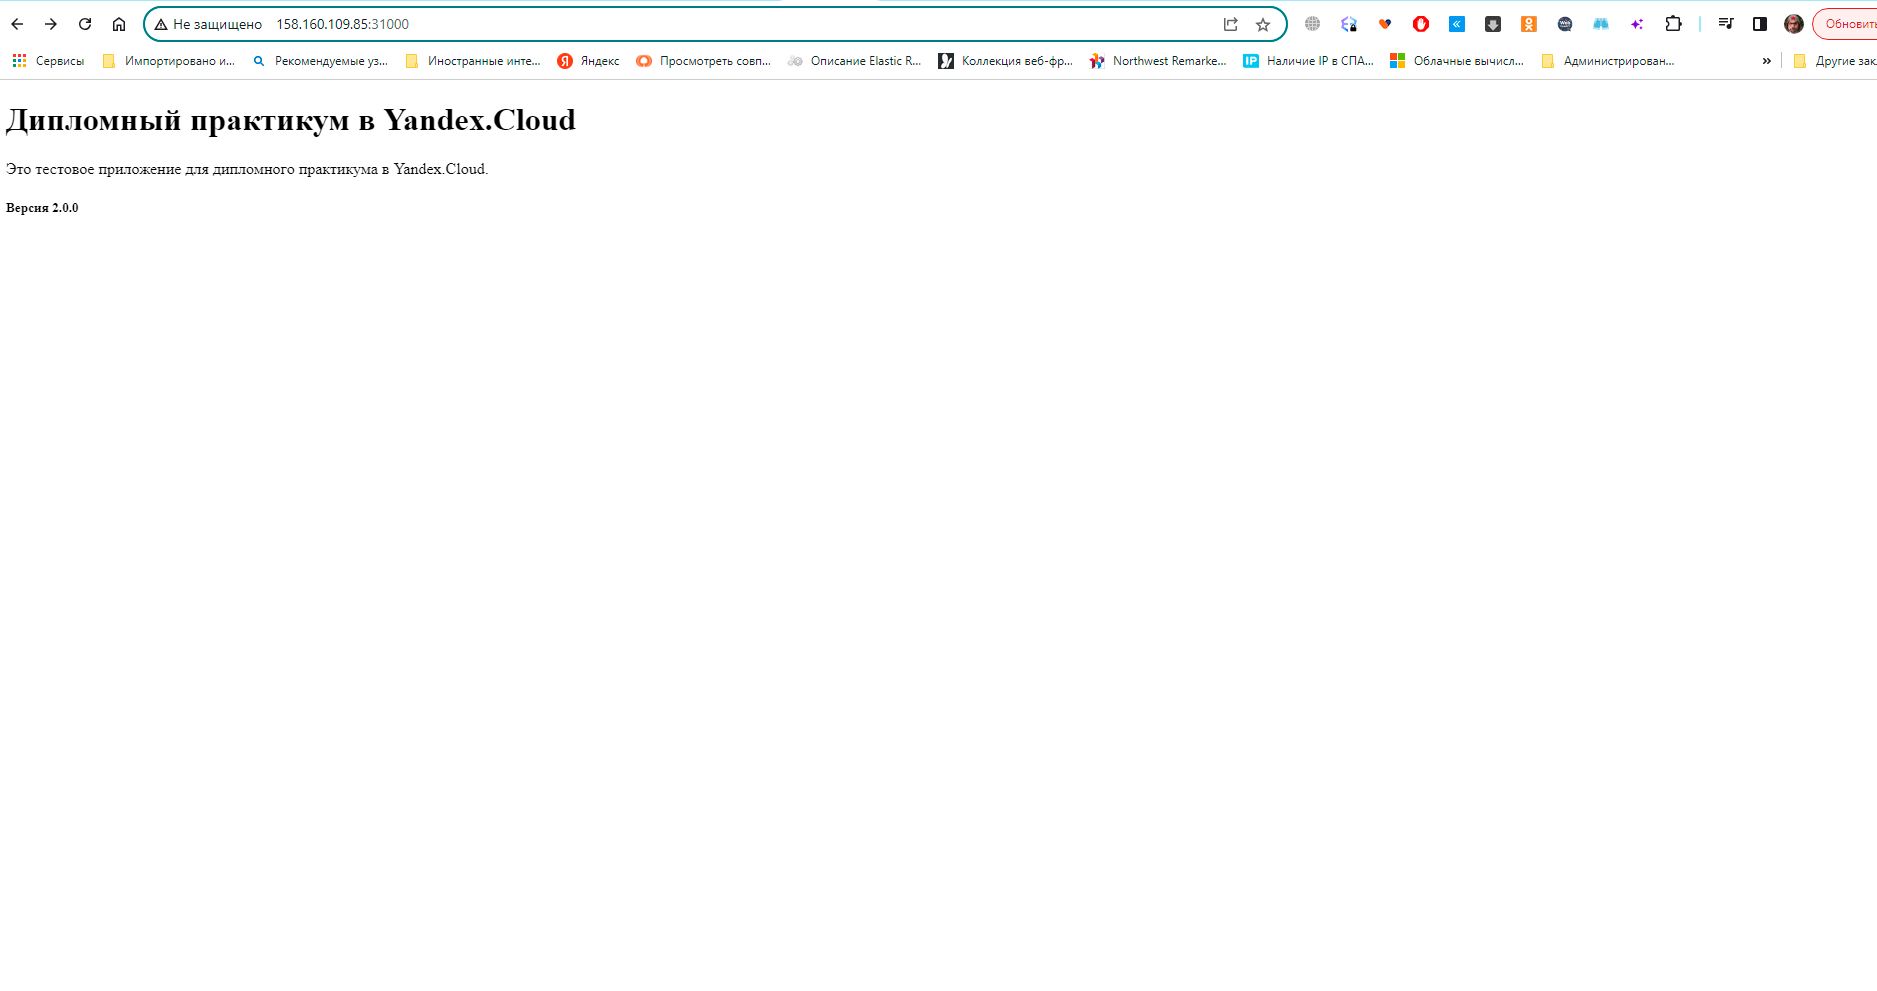 Не защищено 158.160.109.85:31000
Обновить
Сервисы Импортировано и... Рекомендуемые уз... Иностранные инте... Яндекс Просмотреть совп... Описание Elastic R... Коллекция веб-фр... Northwest Remarke... Наличие IP в СПА... Облачные вычисл... Администрирован... » Другие зак
Дипломный практикум в Yandex.Cloud
Это тестовое приложение для дипломного практикума в Yandex.Cloud.
Версия 2.0.0